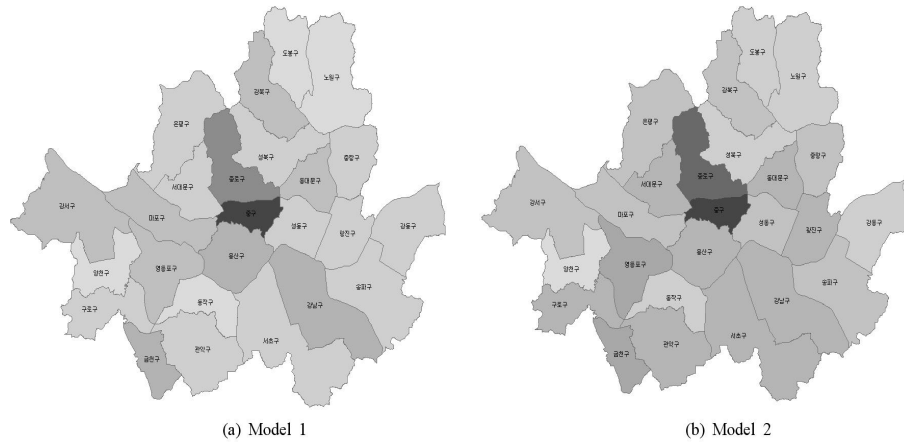 도봉구
노원구
강북구
은평구
성북구
중랑구
동대문구
종로구
서대문구
강서구
마포구
중구
성동구
광진구
강동구
용산구
영등포구
양천구
송파구
동작구
강남구
구로구
서초구
관악구
금천구
(a) Model 1
도봉구
노원구
강북구
은평구
성북구
중랑구
동대문구
종로구
서대문구
강서구
마포구
중구
성동구
광진구
강동구
용산구
영등포구
양천구
송파구
동작구
강남구
구로구
서초구
관악구
금천구
(b) Model 2